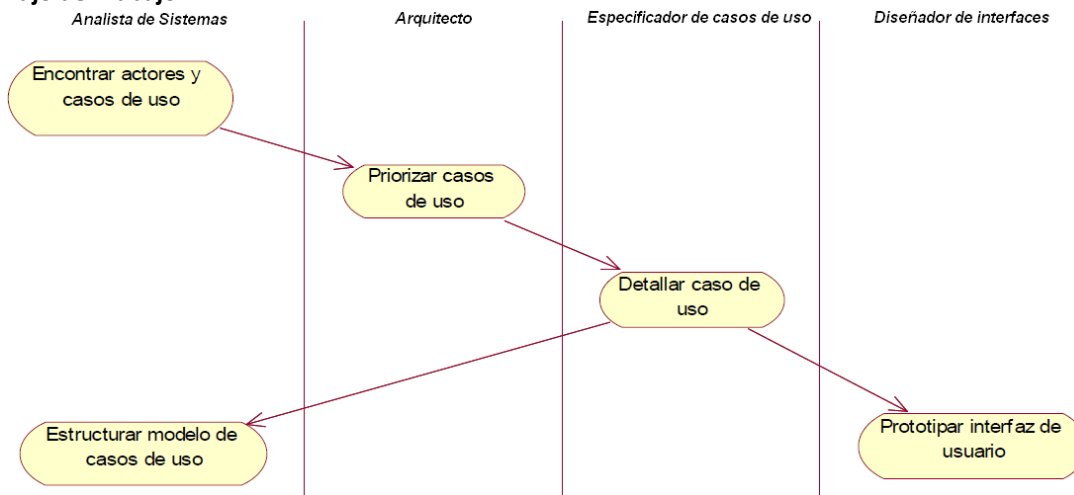 Analista de Sistemas
Arquitecto
Especificador de casos de uso
Diseñador de interfaces
Encontrar actores y
casos de uso
Priorizar casos
de uso
Detallar caso de
uso
Estructurar modelo de
casos de uso
Prototipar interfaz de
usuario